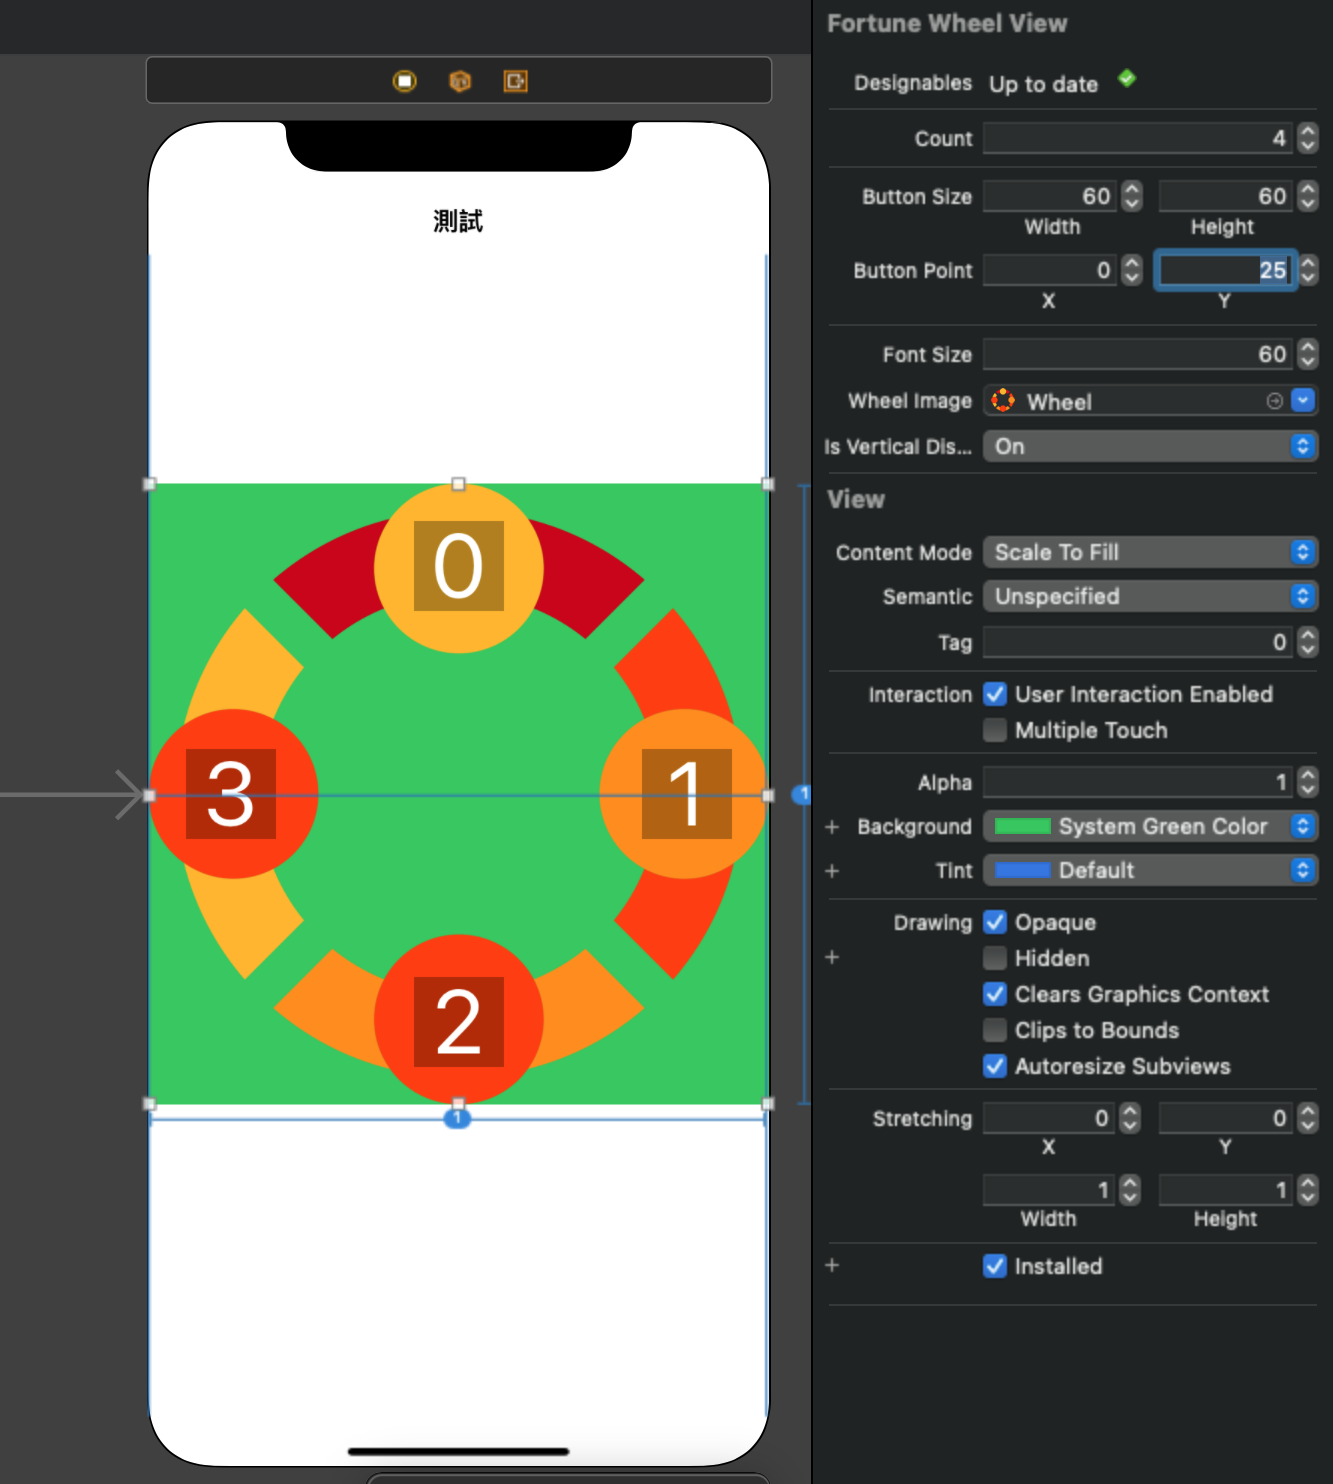 測試
0
3
1
2
1
1
Fortune Wheel View
Designables Up to date
Count 4
Button Size 60 60
Width Height
Button Point 0 25
X Y
Font Size 60
Wheel Image Wheel
Is Vertical Dis... On
View
Content Mode Scale To Fill
Semantic Unspecified
Tag 0
Interaction User Interaction Enabled
Multiple Touch
Alpha 1
+ Background System Green Color
+ Tint Default
Drawing Opaque
+ Hidden
Clears Graphics Context
Clips to Bounds
Autoresize Subviews
Stretching 0 0
X Y
1 1
Width Height
+ Installed